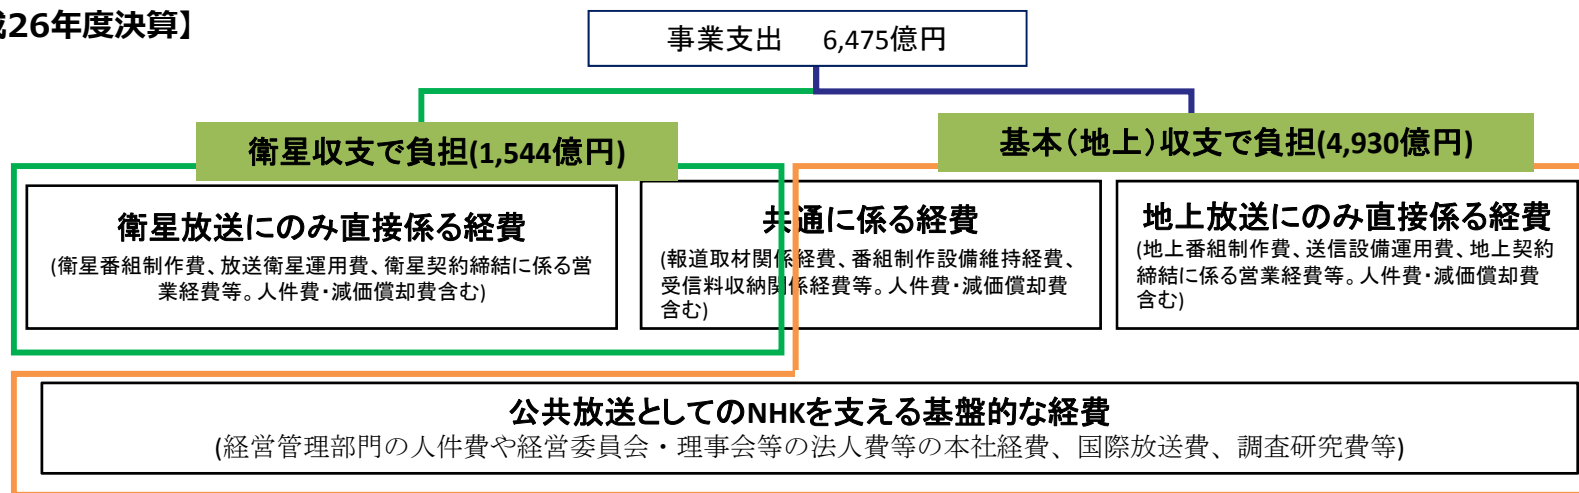 成26年度決算】
事業支出　6,475億円
衛星収支で負担(1,544億円)
基本（地上）収支で負担(4,930億円)
衛星放送にのみ直接係る経費
(衛星番組制作費、放送衛星運用費、衛星契約締結に係る営
業経費等。人件費・減価償却費含む)
共通に係る経費
(報道取材関係経費、番組制作設備維持経費、
受信料収納関係経費等。人件費・減価償却費
含む)
地上放送にのみ直接係る経費
(地上番組制作費、送信設備運用費、地上契約
締結に係る営業経費等。人件費・減価償却費
含む)
公共放送としてのNHKを支える基盤的な経費
(経営管理部門の人件費や経営委員会・理事会等の法人費等の本社経費、国際放送費、調査研究費等)